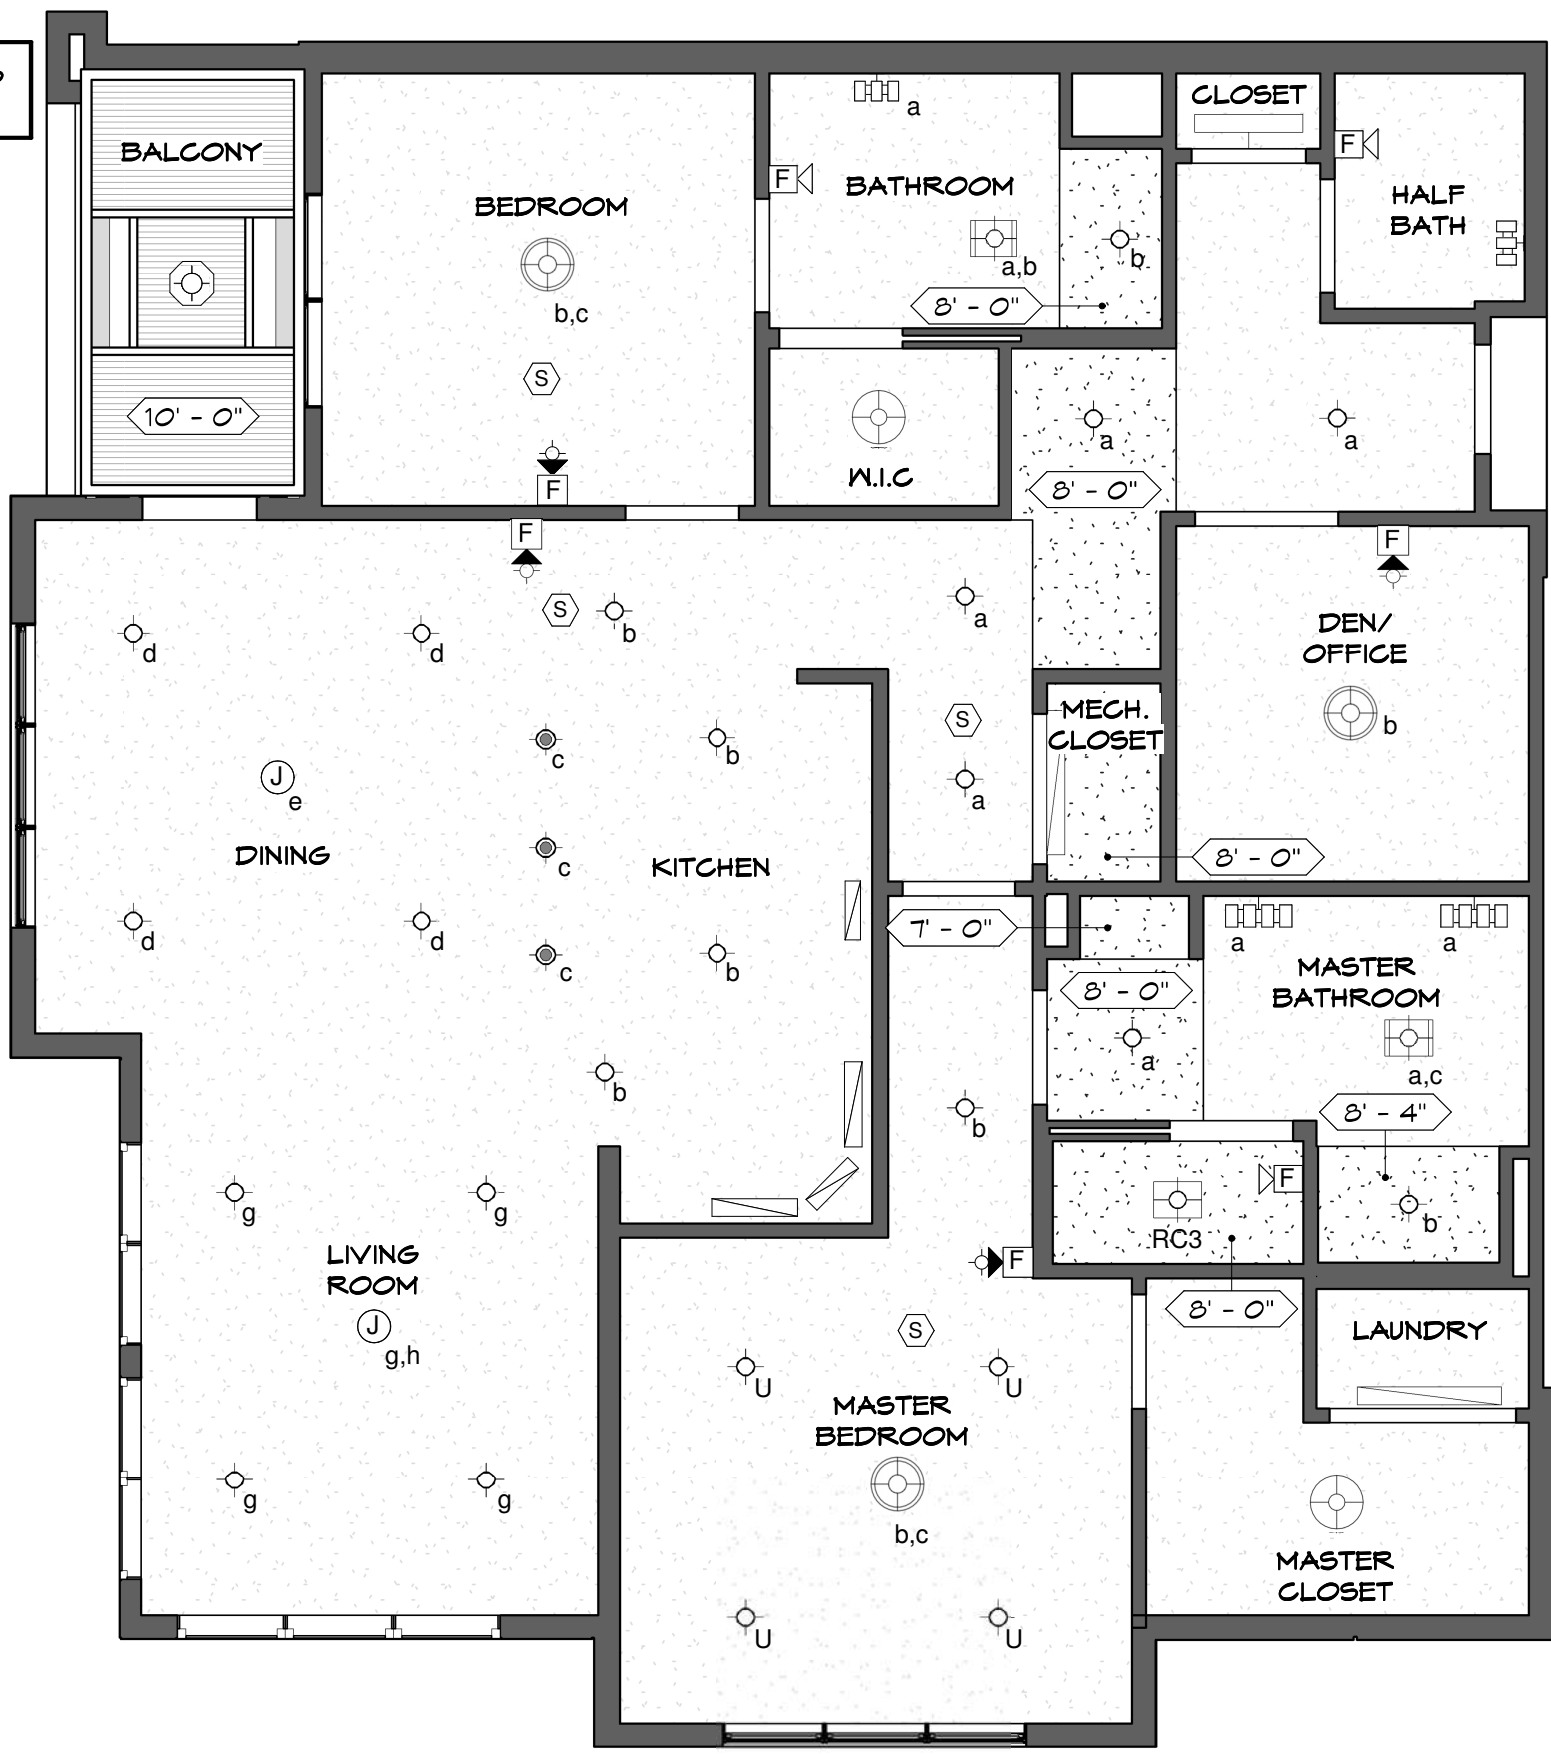 CLOSET
a
BALCONY
F
F
BATHROOM
HALF
BATH
BEDROOM
b
a,b
8' - 0"
b,c
S
10' - 0"
a
a
W.I.C
F
8' - 0"
F
F
S
b
a
DEN/
OFFICE
d
d
MECH.
CLOSET
S
b
c
b
J
e
a
DINING
c
KITCHEN
8' - 0"
7' - 0"
a
a
d
d
c
b
MASTER
BATHROOM
8' - 0"
a
a,c
b
b
8' - 4"
F
g
g
b
RC3
LIVING
ROOM
F
8' - 0"
J
g,h
S
LAUNDRY
U
U
MASTER
BEDROOM
g
g
b,c
MASTER
CLOSET
U
U